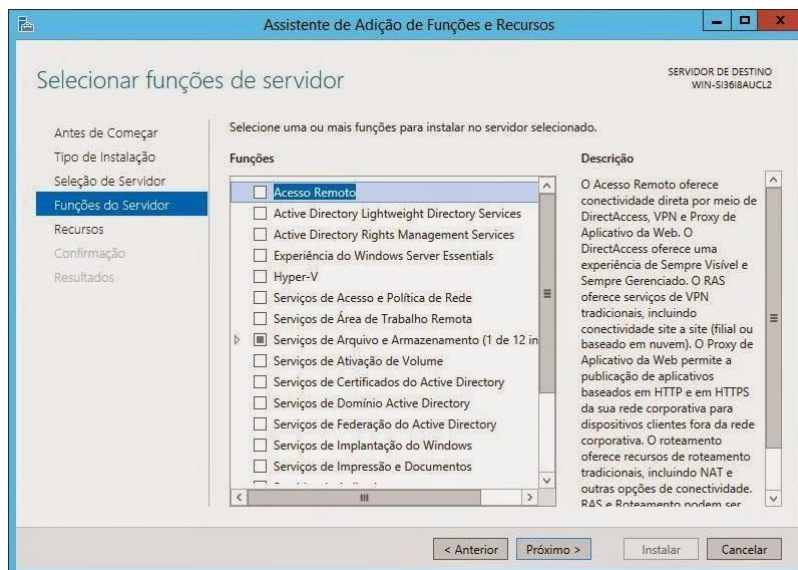 Assistente de Adição de Funções e Recursos
Selecionar funções de servidor
SERVIDOR DE DESTINO
WIN-SI36I8AUCL2
Antes de Começar
Tipo de Instalação
Seleção de Servidor
Funções do Servidor
Recursos
Confirmação
Resultados
Selecione uma ou mais funções para instalar no servidor selecionado.
Funções
Acesso Remoto
Active Directory Lightweight Directory Services
Active Directory Rights Management Services
Experiência do Windows Server Essentials
Hyper-V
Serviços de Acesso e Política de Rede
Serviços de Área de Trabalho Remota
Serviços de Arquivo e Armazenamento (1 de 12 in
Serviços de Ativação de Volume
Serviços de Certificados do Active Directory
Serviços de Domínio Active Directory
Serviços de Federação do Active Directory
Serviços de Implantação do Windows
Serviços de Impressão e Documentos
Descrição
O Acesso Remoto oferece
conectividade direta por meio de
DirectAccess, VPN e Proxy de
Aplicativo da Web. O
DirectAccess oferece uma
experiência de Sempre Visível e
Sempre Gerenciado. O RAS
oferece serviços de VPN
tradicionais, incluindo
conectividade site a site (filial ou
baseado em nuvem). O Proxy de
Aplicativo da Web permite a
publicação de aplicativos
baseados em HTTP e em HTTPS
da sua rede corporativa para
dispositivos clientes fora da rede
corporativa. O roteamento
oferece recursos de roteamento
tradicionais, incluindo NAT e
outras opções de conectividade.
RAS e Roteamento podem ser
< Anterior
Próximo >
Instalar
Cancelar